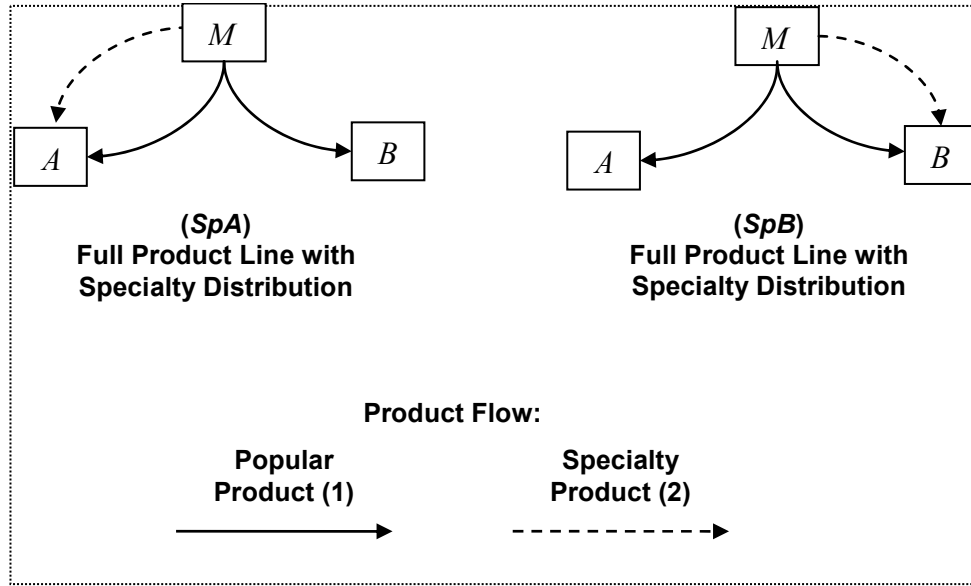 M
A
B
(SpA)
Full Product Line with
Specialty Distribution
M
A
B
(SpB)
Full Product Line with
Specialty Distribution
Product Flow:
Popular
Product (1)
Specialty
Product (2)